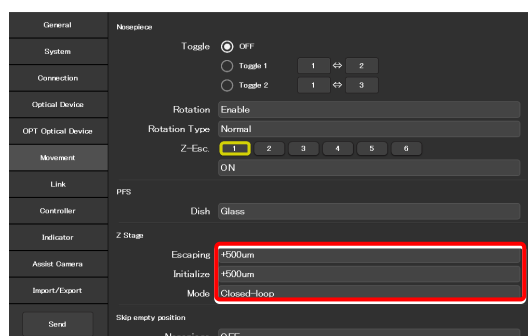 General
System
Connection
Optical Device
OPT Optical Device
Movement
Link
Controller
Indicator
Assist Camera
Import/Export
Send
Nosepiece
Toggle OFF
Toggle 1 1 ⇔ 2
Toggle 2 1 ⇔ 3
Rotation Enable
Rotation Type Normal
Z-Esc. 1 2 3 4 5 6
ON
PFS
Dish Glass
Z Stage
Escaping +500um
Initialize +500um
Mode Closed-loop
Skip empty position
Nosepiece OFF